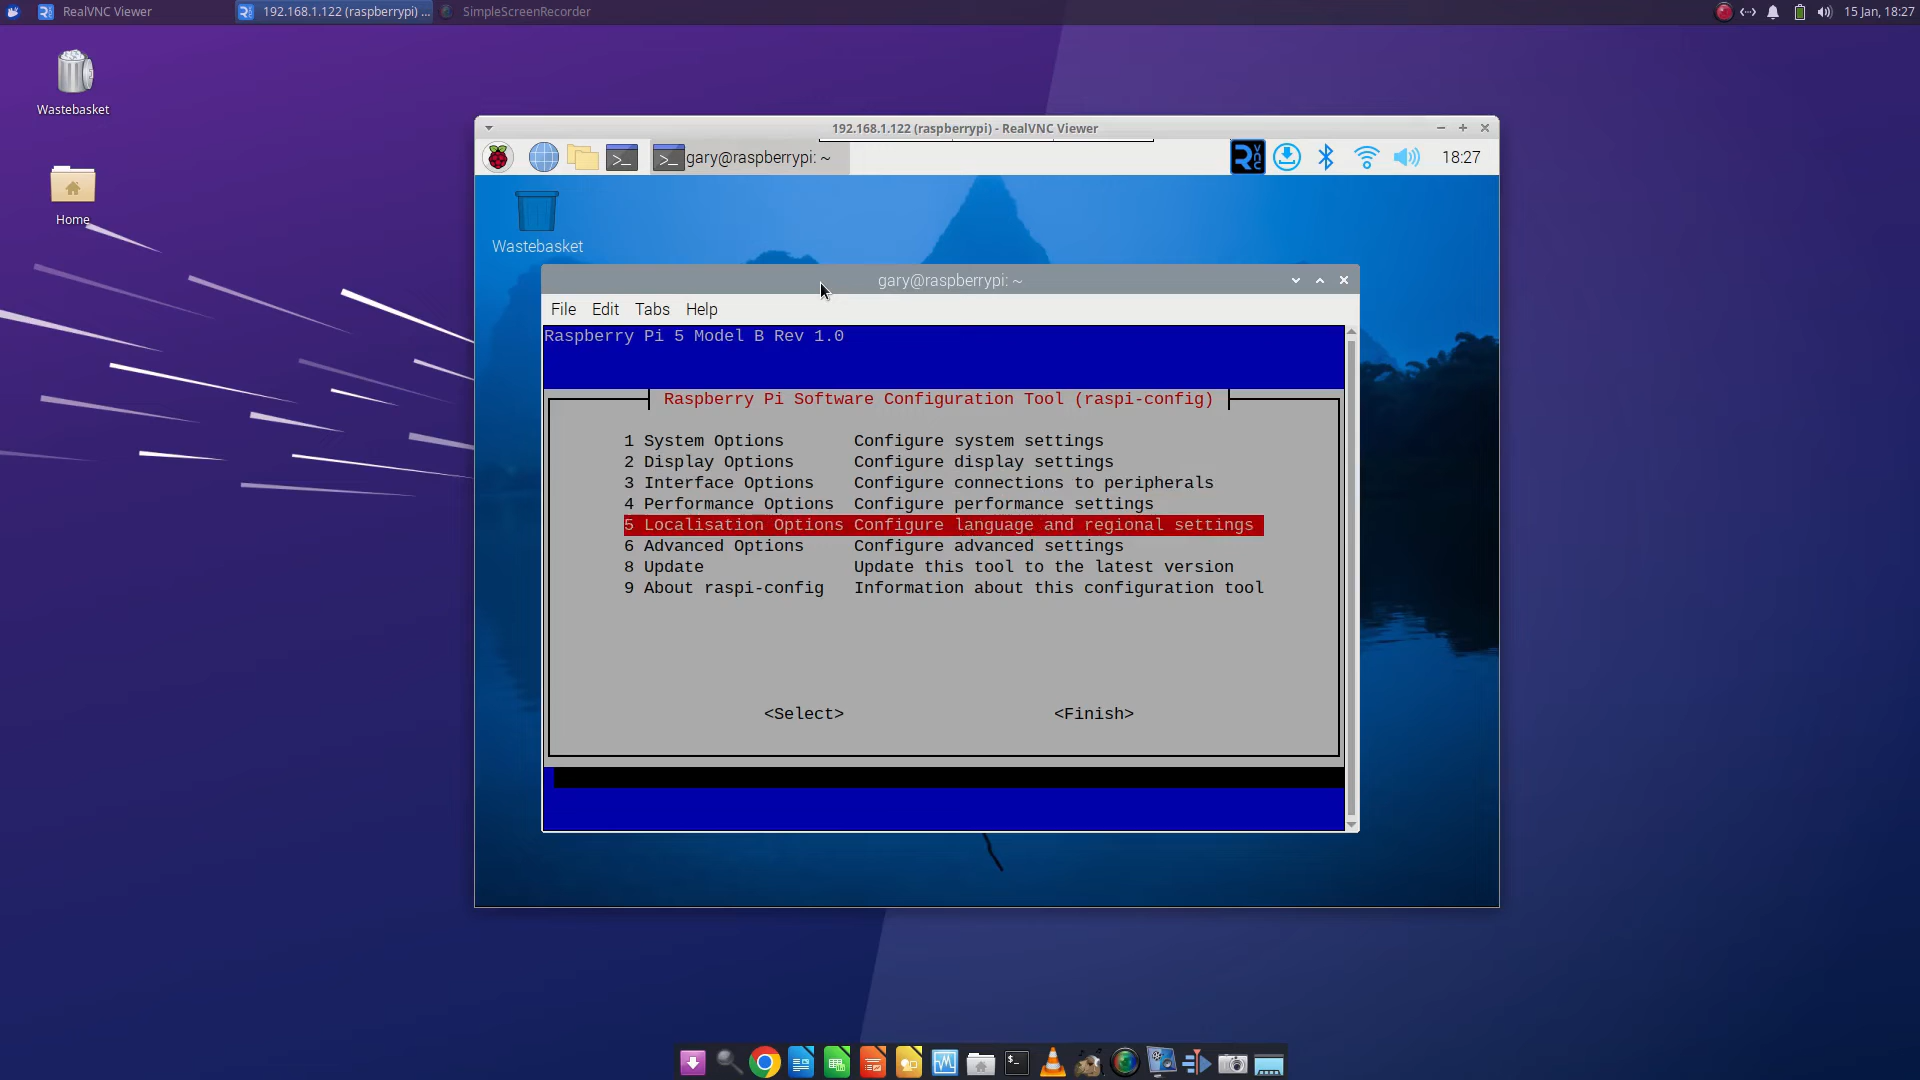 RealVNC Viewer
192.168.1.122 (raspberrypi) ...
SimpleScreenRecorder
15 Jan, 18:27
Wastebasket
Home
192.168.1.122 (raspberrypi) - RealVNC Viewer
gary@raspberrypi: ~
18:27
Wastebasket
gary@raspberrypi: ~
File Edit Tabs Help
Raspberry Pi 5 Model B Rev 1.0
Raspberry Pi Software Configuration Tool (raspi-config)
1 System Options Configure system settings
2 Display Options Configure display settings
3 Interface Options Configure connections to peripherals
4 Performance Options Configure performance settings
5 Localisation Options Configure language and regional settings
6 Advanced Options Configure advanced settings
8 Update Update this tool to the latest version
9 About raspi-config Information about this configuration tool
<Select> <Finish>